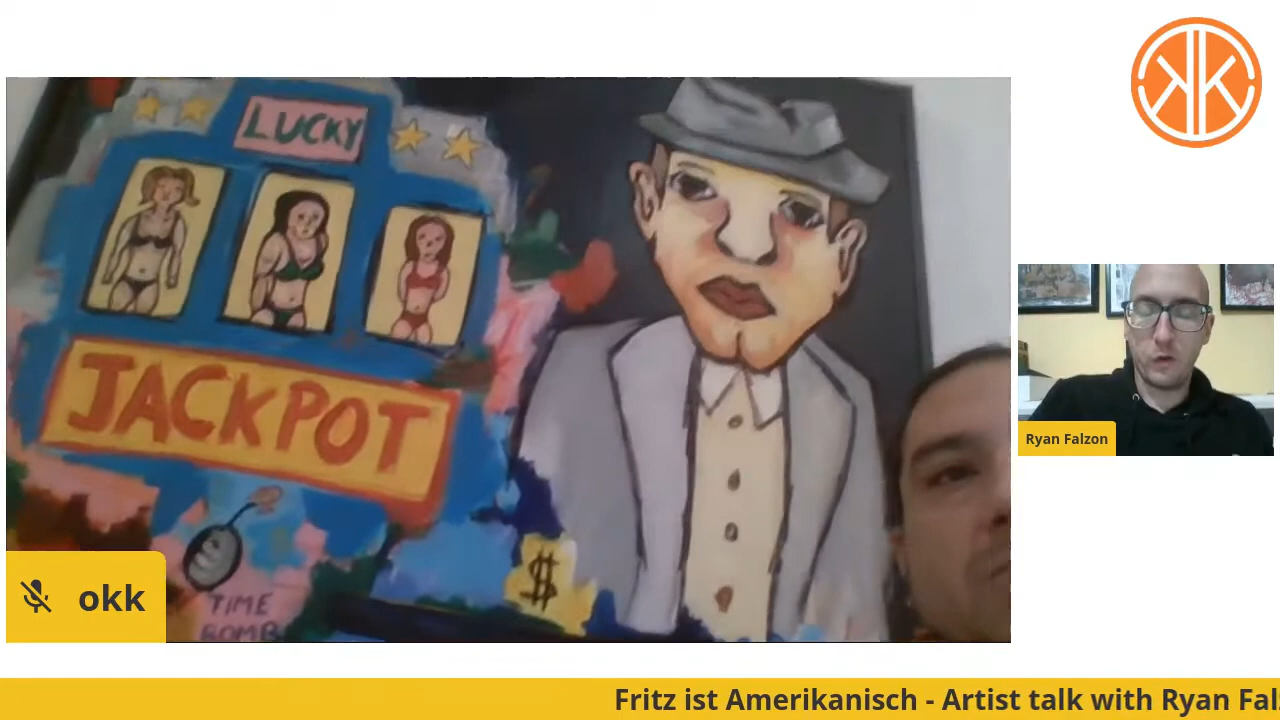 LUCKY
JACKPOT
$
TIME
BOMB
okk
Ryan Falzon
Fritz ist Amerikanisch - Artist talk with Ryan Fal